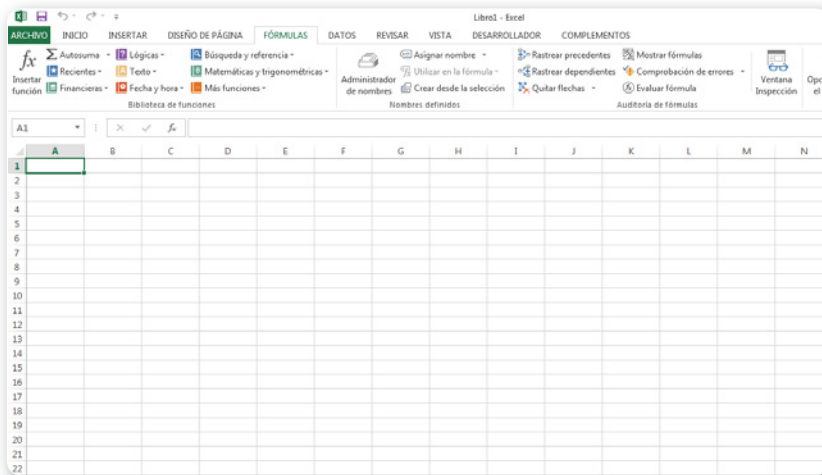 Libro1 - Excel
ARCHIVO INICIO INSERTAR DISEÑO DE PÁGINA FÓRMULAS DATOS REVISAR VISTA DESARROLLADOR COMPLEMENTOS
fx Insertar función
Σ Autosuma
Recientes
Financieras
Lógicas
Texto
Fecha y hora
Búsqueda y referencia
Matemáticas y trigonométricas
Más funciones
Biblioteca de funciones
Administrador de nombres
Asignar nombre
Utilizar en la fórmula
Crear desde la selección
Nombres definidos
Rastrear precedentes
Rastrear dependientes
Quitar flechas
Mostrar fórmulas
Comprobación de errores
Evaluar fórmula
Auditoría de fórmulas
Ventana Inspección
Opc
el
A1 fx
A B C D E F G H I J K L M N
1
2
3
4
5
6
7
8
9
10
11
12
13
14
15
16
17
18
19
20
21
22